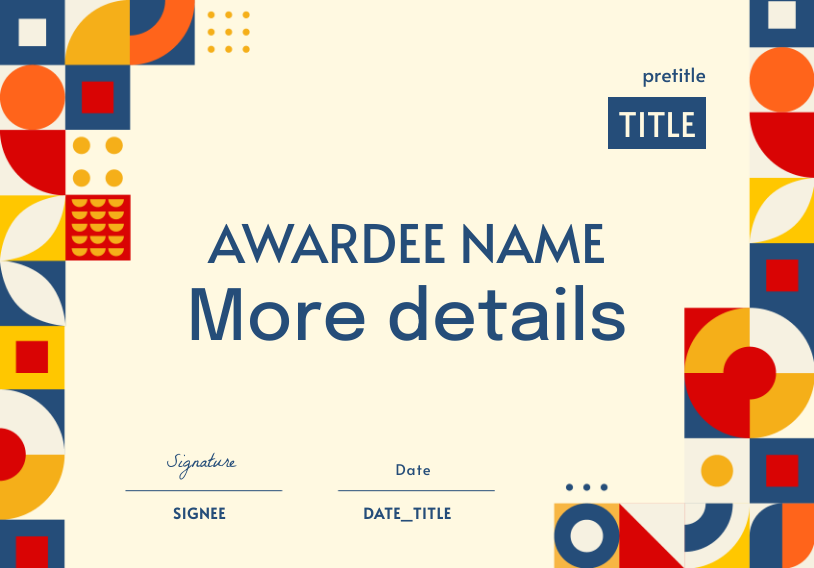 pretitle
TITLE
AWARDEE NAME
More details
Signature
Date
SIGNEE
DATE_TITLE